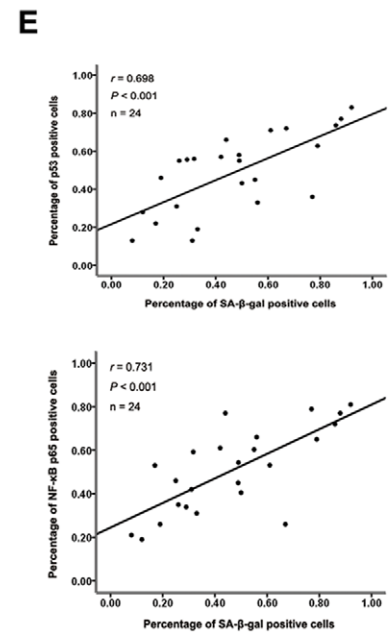 E
r = 0.698
P < 0.001
n = 24
Percentage of p53 positive cells
1.00
0.80
0.60
0.40
0.20
0.00
0.00 0.20 0.40 0.60 0.80 1.00
Percentage of SA-β-gal positive cells
r = 0.731
P < 0.001
n = 24
Percentage of NF-κB p65 positive cells
1.00
0.80
0.60
0.40
0.20
0.00
0.00 0.20 0.40 0.60 0.80 1.00
Percentage of SA-β-gal positive cells